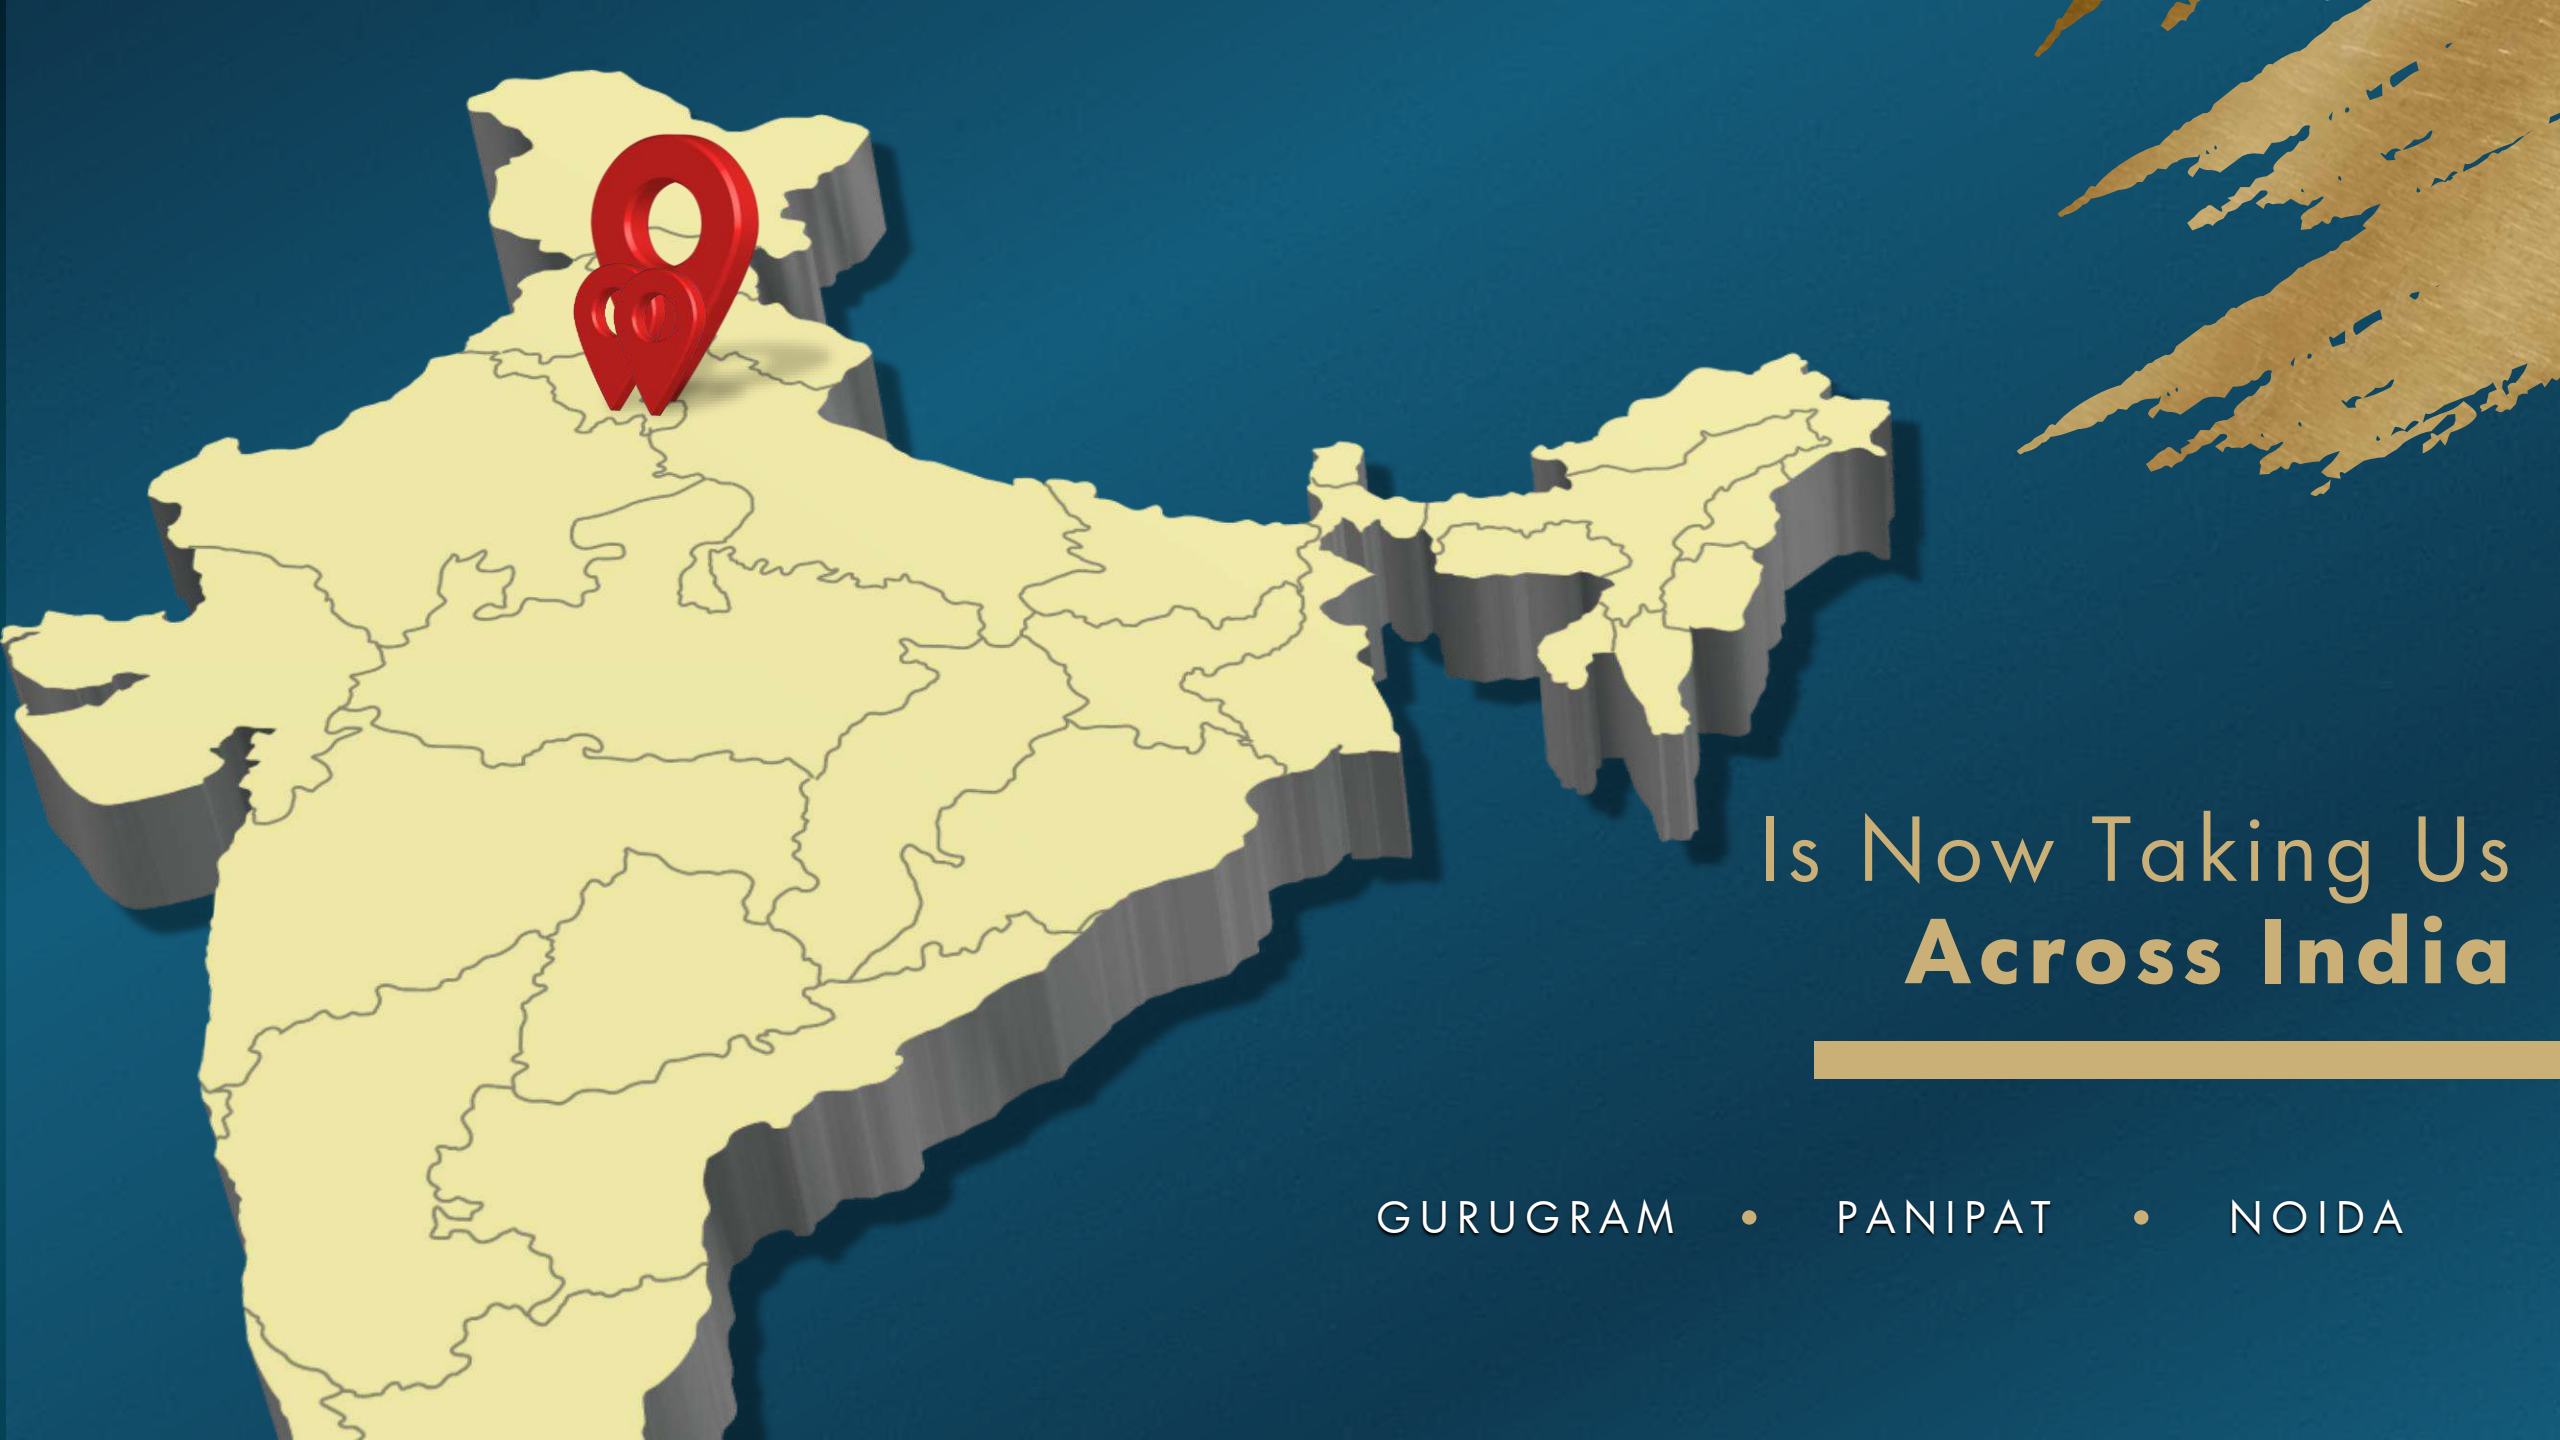 Is Now Taking Us
Across India
GURUGRAM • PANIPAT • NOIDA